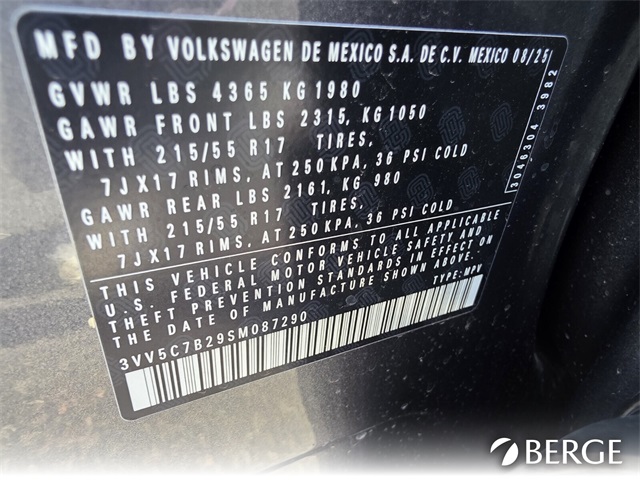 MFD BY VOLKSWAGEN DE MEXICO S.A. DE C.V. MEXICO 08/25
GVWR LBS 4365 KG 1980
GAWR FRONT LBS 2315, KG 1050
WITH 215/55 R17 TIRES,
7JX17 RIMS, AT 250 KPA, 36 PSI COLD
GAWR REAR LBS 2161, KG 980
WITH 215/55 R17 TIRES,
7JX17 RIMS, AT 250 KPA, 36 PSI COLD
THIS VEHICLE CONFORMS TO ALL APPLICABLE
U.S. FEDERAL MOTOR VEHICLE SAFETY AND
THEFT PREVENTION STANDARDS IN EFFECT ON
THE DATE OF MANUFACTURE SHOWN ABOVE.
TYPE: MPV
3VV5C7B29SM087290
3046304 3982
BERGE